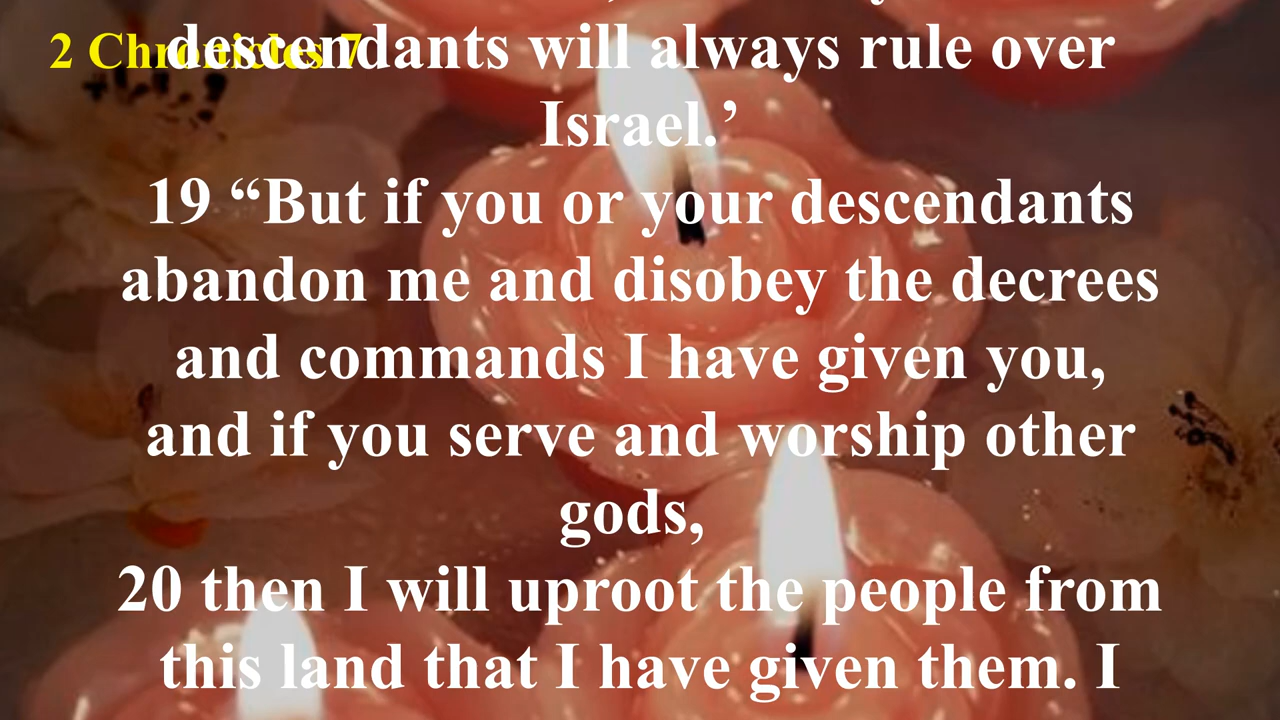 2 Chronicles 7
descendants will always rule over
Israel.’
19 “But if you or your descendants
abandon me and disobey the decrees
and commands I have given you,
and if you serve and worship other
gods,
20 then I will uproot the people from
this land that I have given them. I